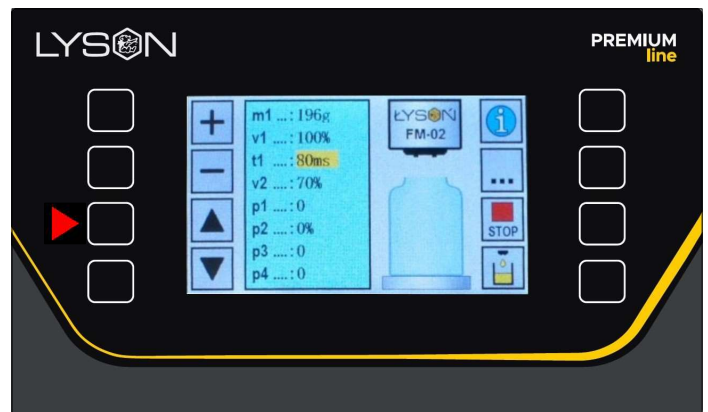 LYSON
PREMIUM
line
m1 ...: 196g
v1 ....: 100%
t1 ....: 80ms
v2 ....: 70%
p1 ....: 0
p2 ....: 0%
p3 ....: 0
p4 ....: 0
ŁYSOŃ
FM-02
...
STOP